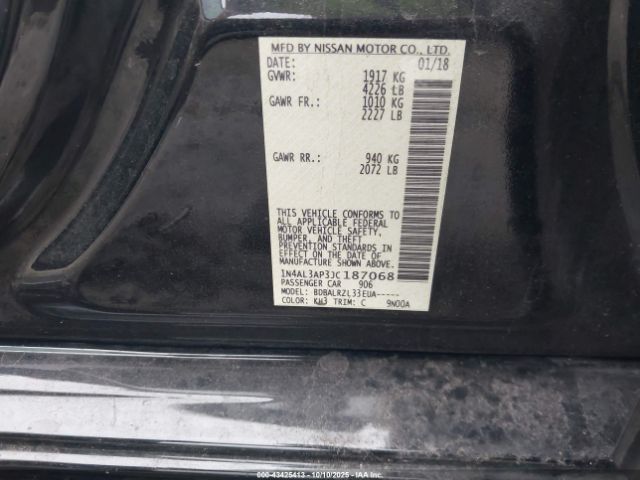 MFD BY NISSAN MOTOR CO., LTD.
DATE: 01/18
GVWR: 1917 KG
4226 LB
GAWR FR.: 1010 KG
2227 LB
GAWR RR.: 940 KG
2072 LB
THIS VEHICLE CONFORMS TO
ALL APPLICABLE FEDERAL
MOTOR VEHICLE SAFETY,
BUMPER, AND THEFT
PREVENTION STANDARDS IN
EFFECT ON THE DATE OF
MANUFACTURE SHOWN ABOVE.
1N4AL3AP3JC187068
PASSENGER CAR 906
MODEL: BDBALRZL33EUA-----
COLOR: KH3 TRIM: C 9N00A
00-43425413 - 10/10/2025 - IAA Inc.